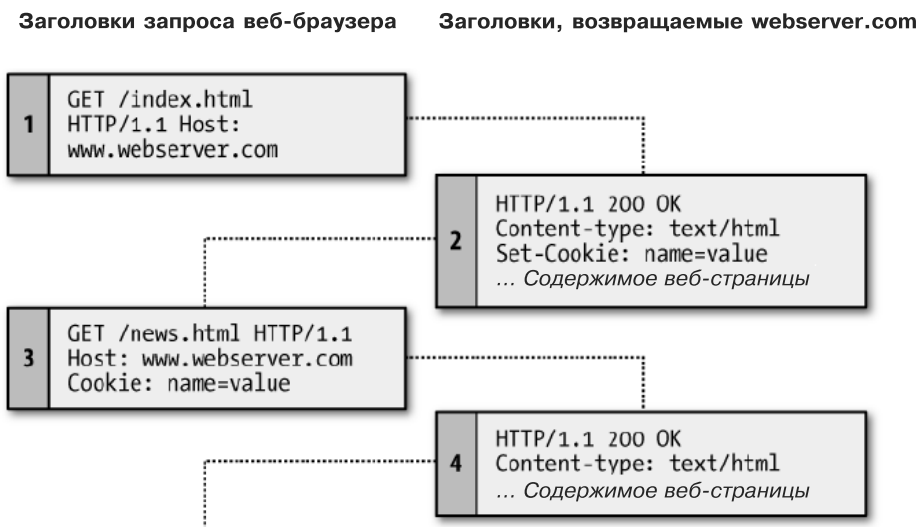 Заголовки запроса веб-браузера
Заголовки, возвращаемые webserver.com
1
GET /index.html
HTTP/1.1 Host:
www.webserver.com
2
HTTP/1.1 200 OK
Content-type: text/html
Set-Cookie: name=value
... Содержимое веб-страницы
3
GET /news.html HTTP/1.1
Host: www.webserver.com
Cookie: name=value
4
HTTP/1.1 200 OK
Content-type: text/html
... Содержимое веб-страницы